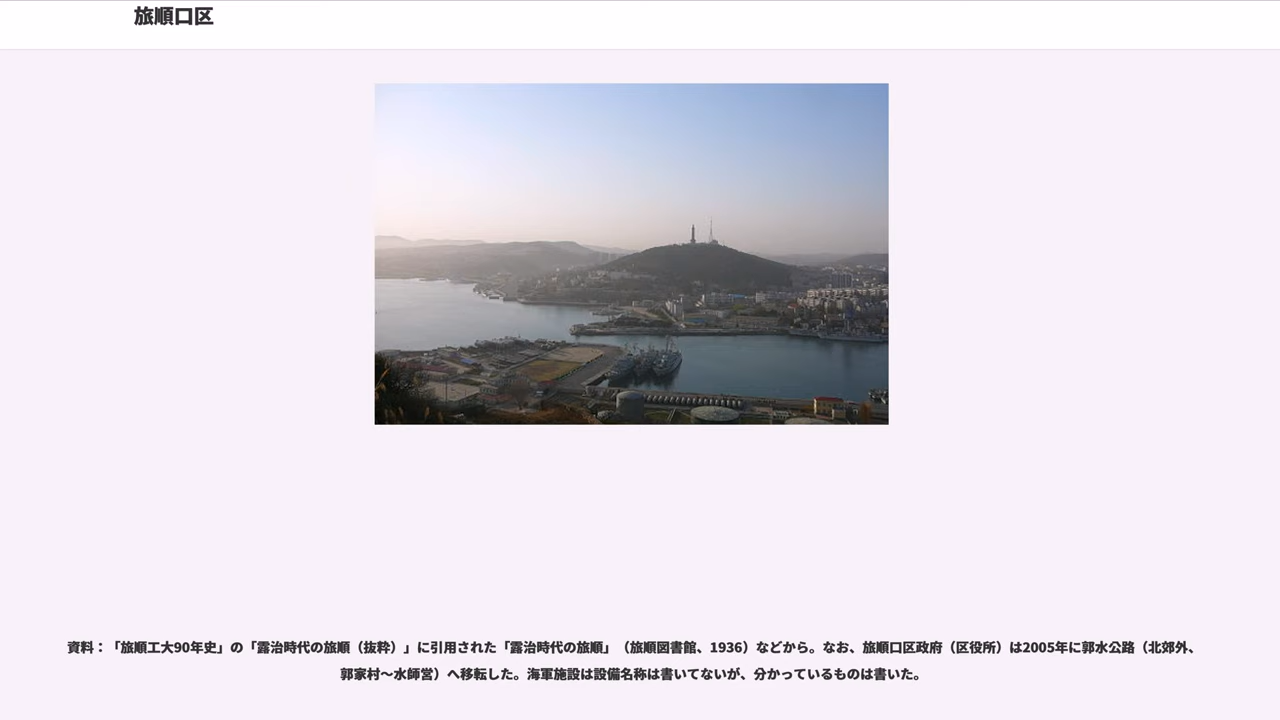 旅順口区
資料：「旅順工大90年史」の「露治時代の旅順（抜粋）」に引用された「露治時代の旅順」（旅順図書館、1936）などから。なお、旅順口区政府（区役所）は2005年に郭水公路（北郊外、
郭家村〜水師営）へ移転した。海軍施設は設備名称は書いてないが、分かっているものは書いた。